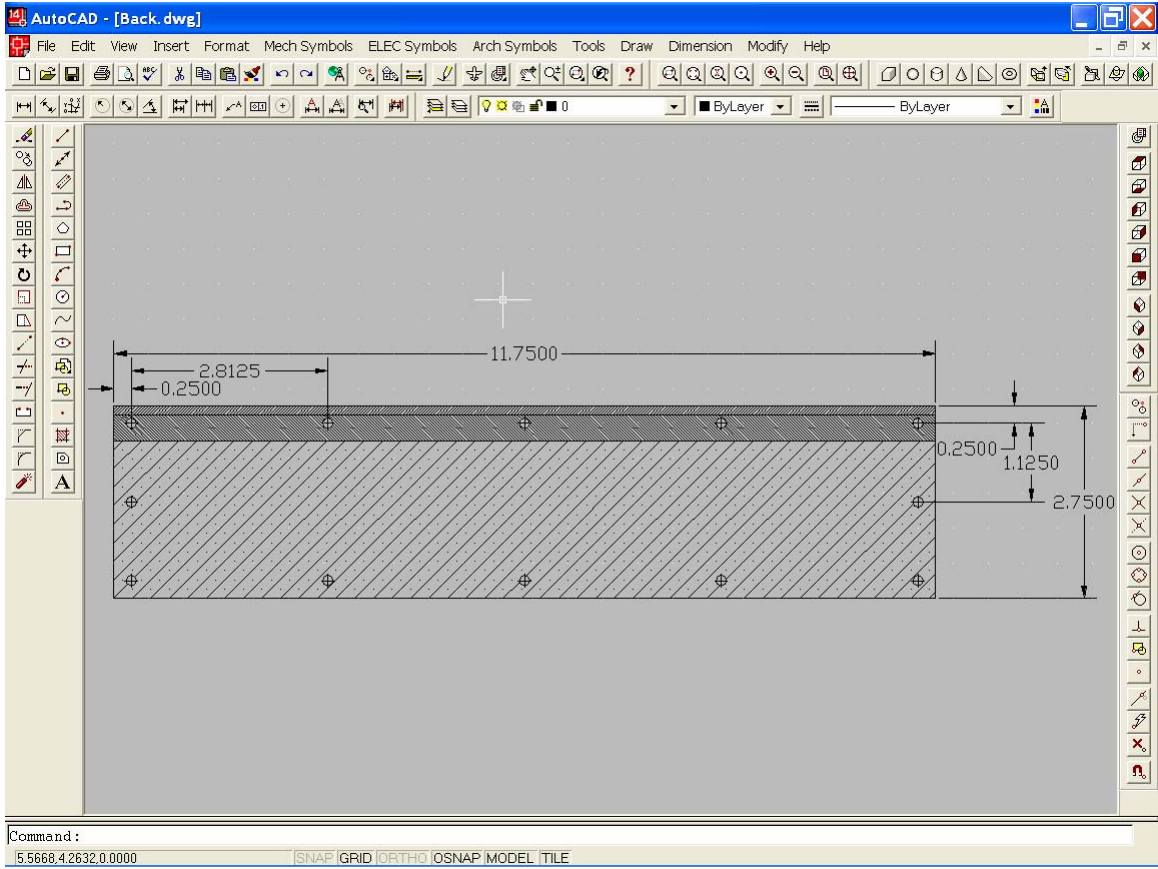 AutoCAD - [Back.dwg]
File Edit View Insert Format Mech Symbols ELEC Symbols Arch Symbols Tools Draw Dimension Modify Help
0 ByLayer ByLayer
11.7500
2.8125
0.2500
0.2500
1.1250
2.7500
A
Command:
5.5668,4.2632,0.0000 SNAP GRID ORTHO OSNAP MODEL TILE